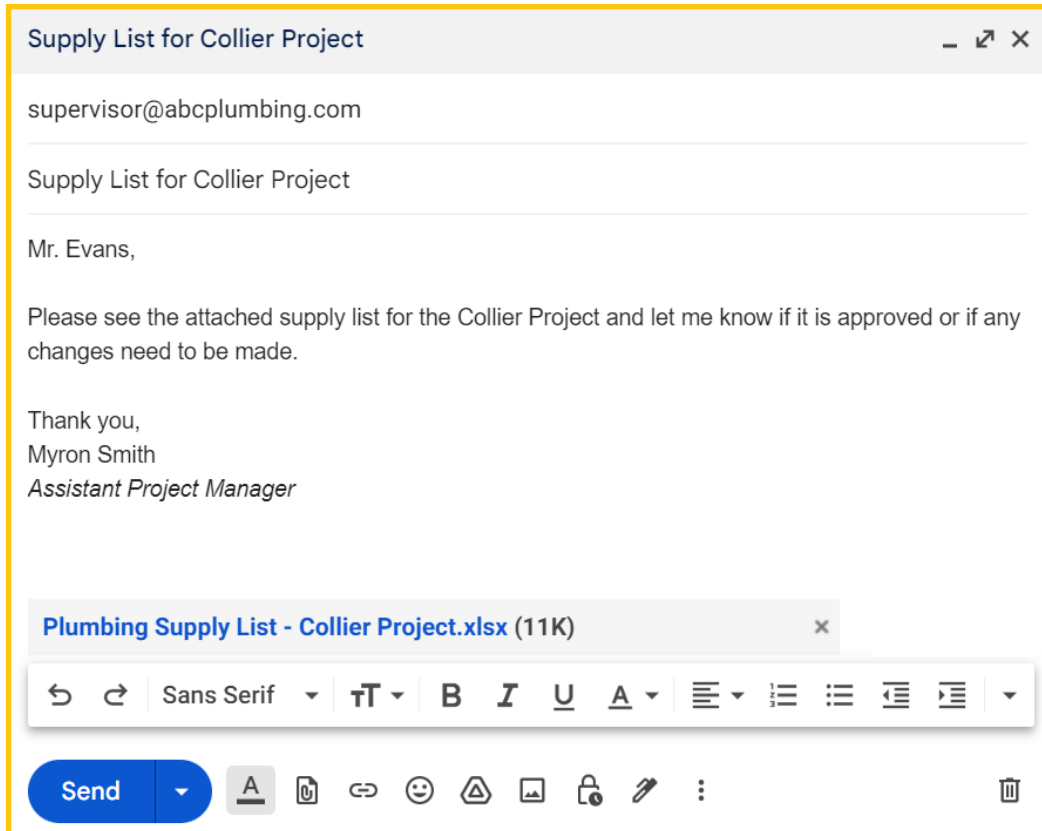 Supply List for Collier Project
supervisor@abcplumbing.com
Supply List for Collier Project
Mr. Evans,
Please see the attached supply list for the Collier Project and let me know if it is approved or if any
changes need to be made.
Thank you,
Myron Smith
Assistant Project Manager
Plumbing Supply List - Collier Project.xlsx (11K)
Sans Serif TT B I U A
Send A